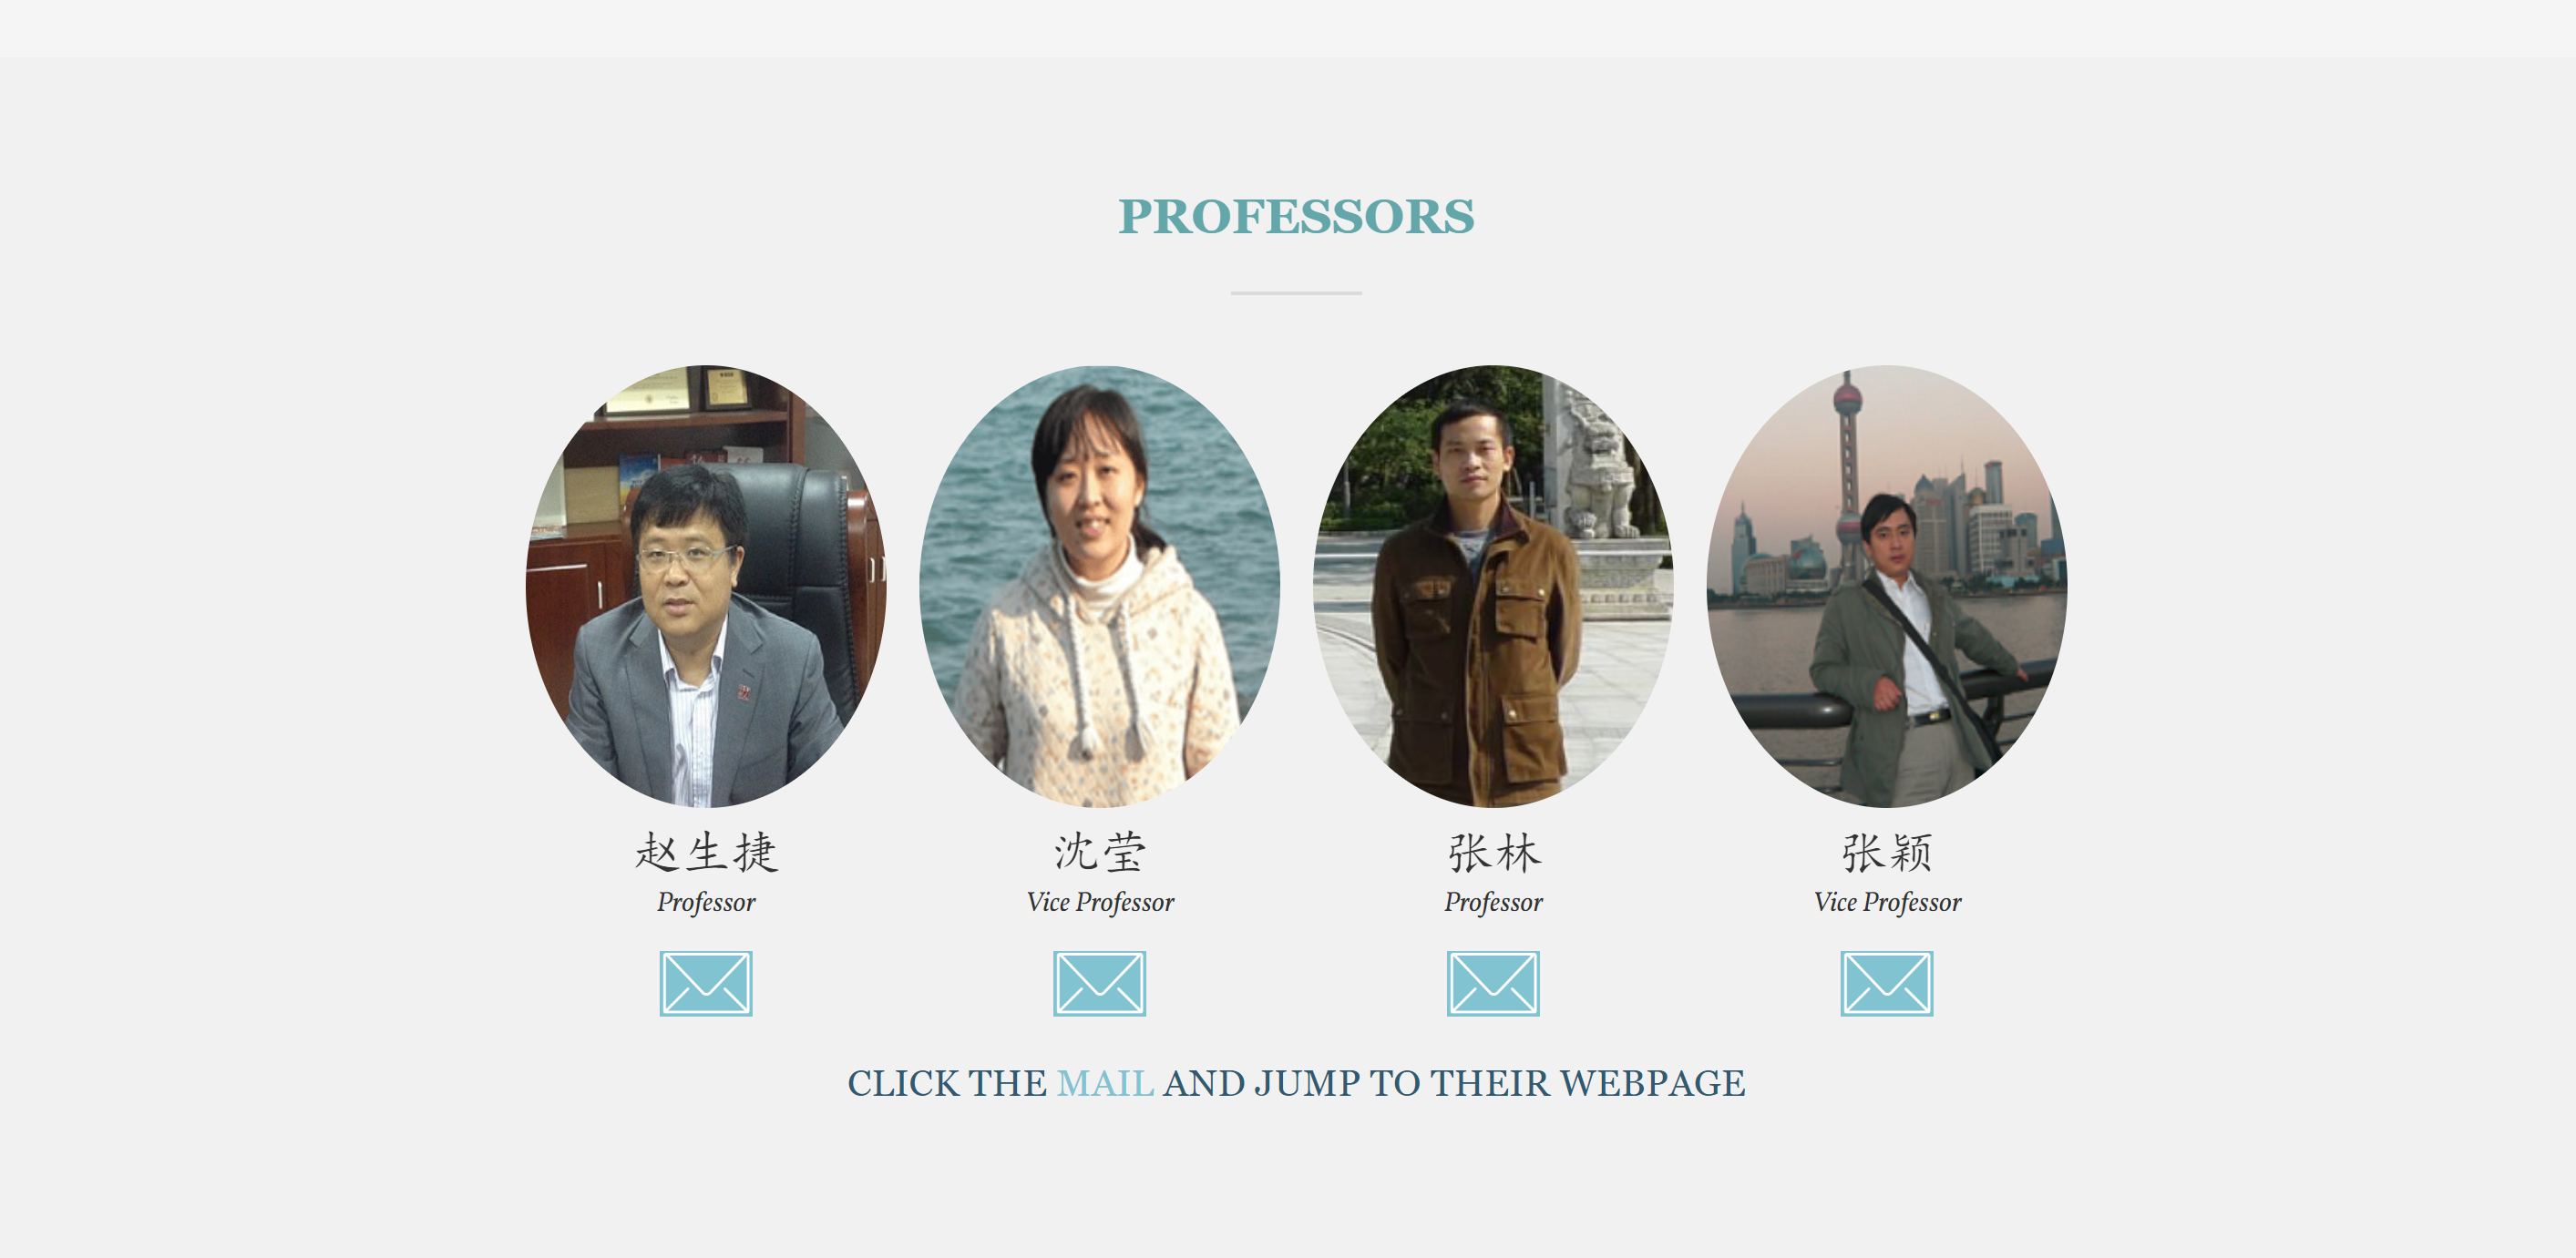 PROFESSORS
赵生捷 沈莹 张林 张颖
Professor Vice Professor Professor Vice Professor
CLICK THE MAIL AND JUMP TO THEIR WEBPAGE